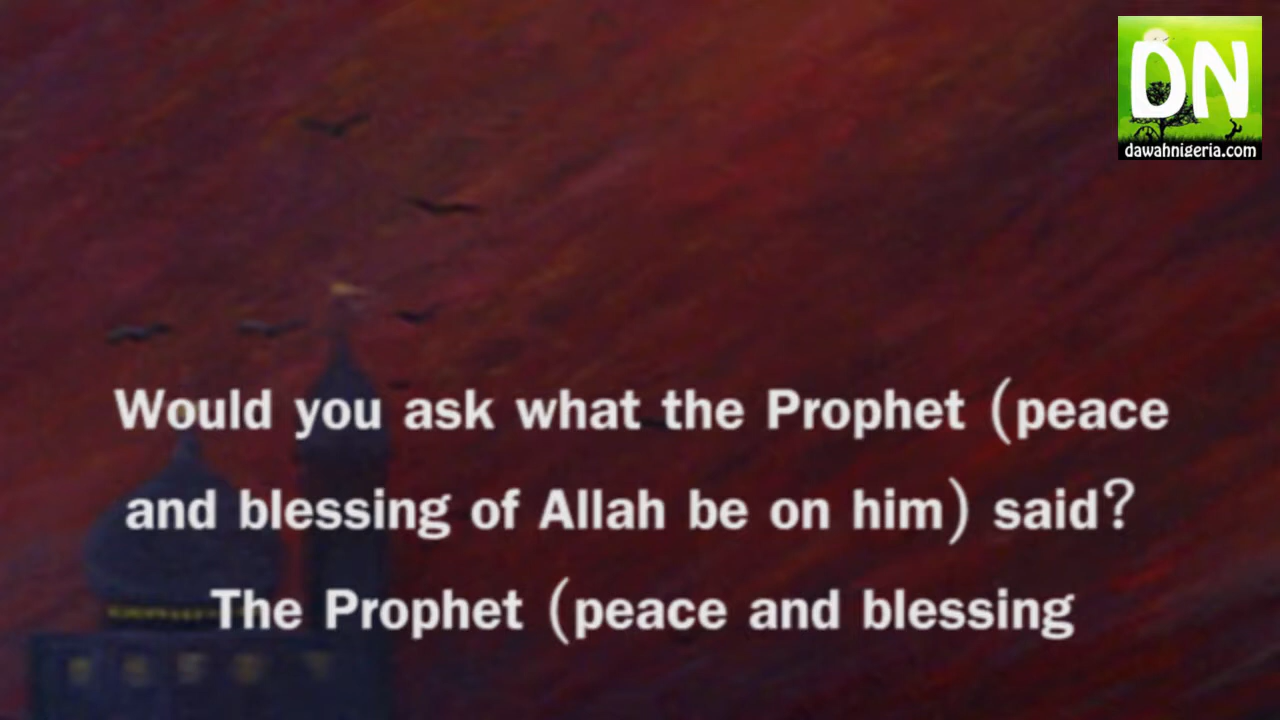 DN
dawahnigeria.com
Would you ask what the Prophet (peace
and blessing of Allah be on him) said?
The Prophet (peace and blessing